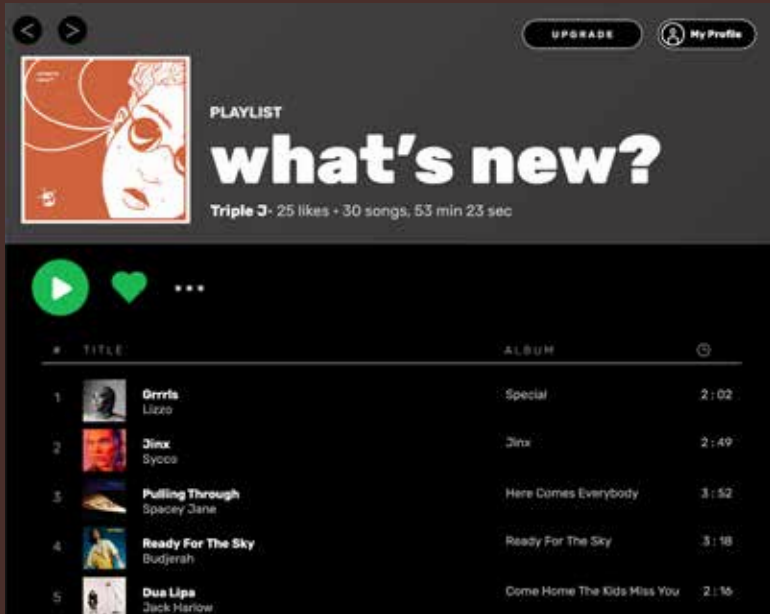 UPGRADE
My Profile
PLAYLIST
what's new?
Triple J• 25 likes • 30 songs, 53 min 23 sec
# TITLE ALBUM
1 Grrrls Special 2:02
Lizzo
2 Jinx Jinx 2:49
Sycco
3 Pulling Through Here Comes Everybody 3:52
Spacey Jane
4 Ready For The Sky Ready For The Sky 3:18
Budjerah
5 Dua Lipa Come Home The Kids Miss You 2:16
Jack Harlow